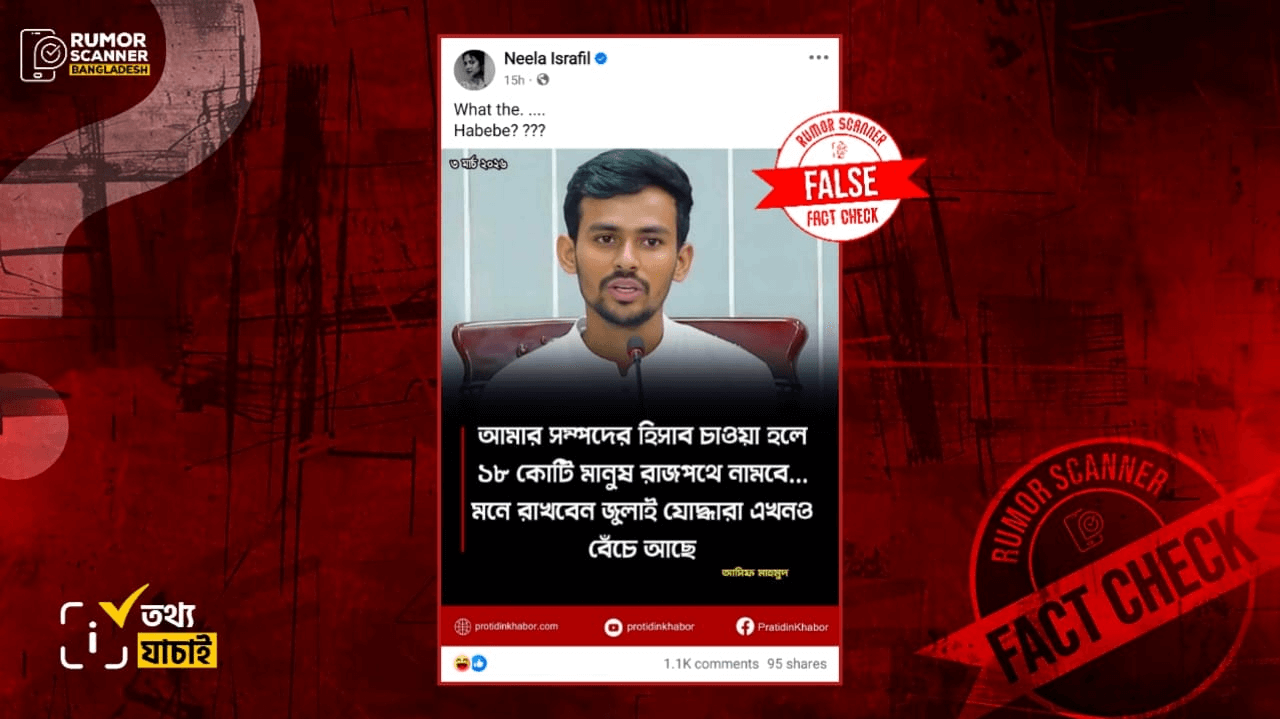 RUMOR
SCANNER
BANGLADESH
Neela Israfil
15h
What the. ....
Habebe? ???
৩ মার্চ ২০২৬
RUMOR SCANNER
FALSE
FACT CHECK
আমার সম্পদের হিসাব চাওয়া হলে
১৮ কোটি মানুষ রাজপথে নামবে...
মনে রাখবেন জুলাই যোদ্ধারা এখনও
বেঁচে আছে
আসিফ মাহমুদ
protidinkhabor.com
protidinkhabor
PratidinKhabor
1.1K comments 95 shares
তথ্য
যাচাই
RUMOR SCANNER
FACT CHECK